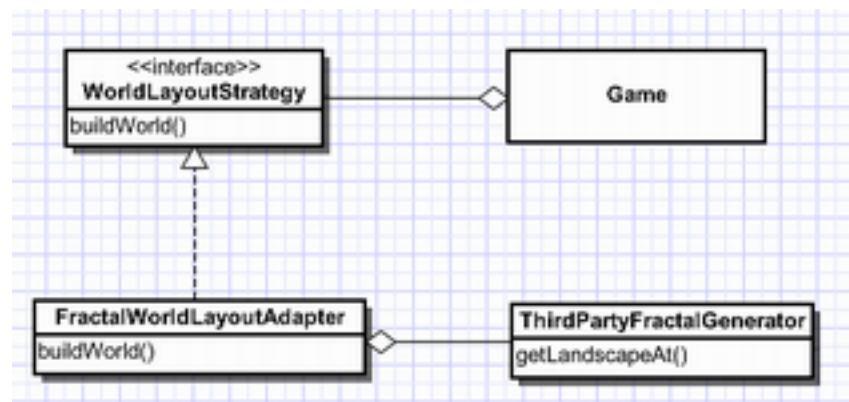 <<interface>>
WorldLayoutStrategy
buildWorld()
Game
FractalWorldLayoutAdapter
buildWorld()
ThirdPartyFractalGenerator
getLandscapeAt()